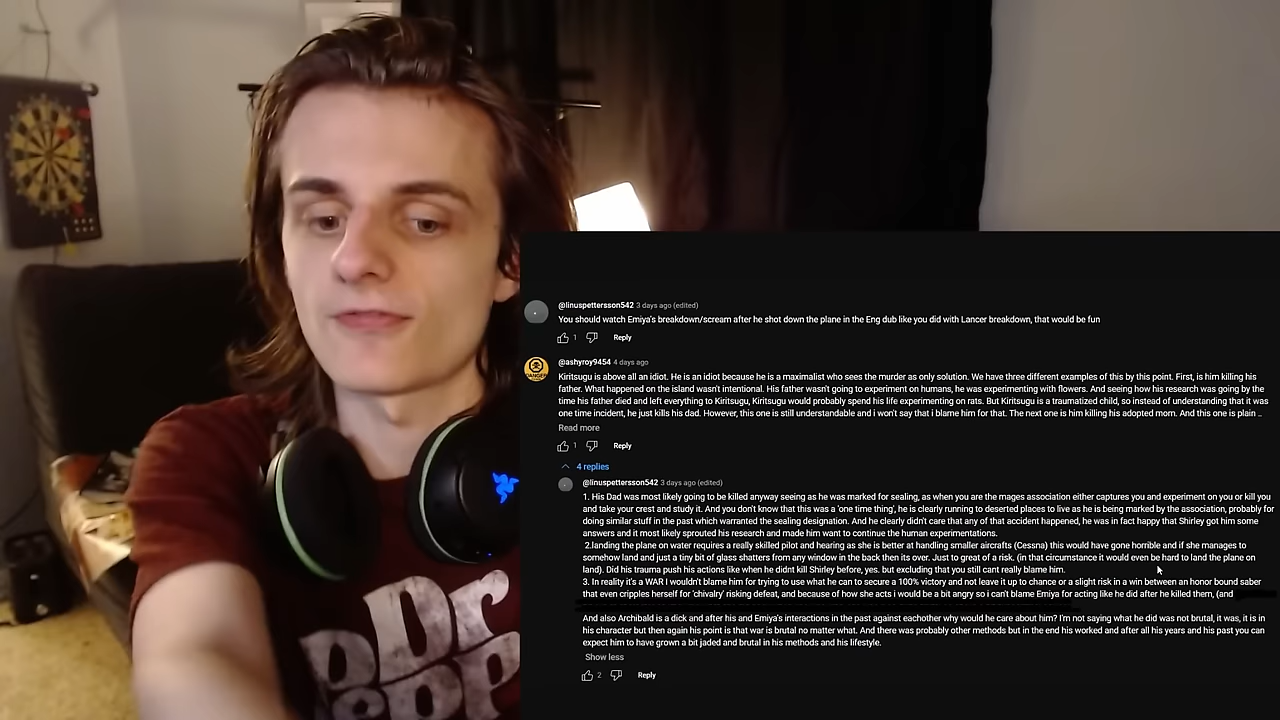 @linuspettersson542 3 days ago (edited)
You should watch Emiya's breakdown/scream after he shot down the plane in the Eng dub like you did with Lancer breakdown, that would be fun
1 Reply
@ashyroy9454 4 days ago
Kiritsugu is above all an idiot. He is an idiot because he is a maximalist who sees the murder as only solution. We have three different examples of this by this point. First, is him killing his
father. What happened on the island wasn't intentional. His father wasn't going to experiment on humans, he was experimenting with flowers. And seeing how his research was going by the
time his father died and left everything to Kiritsugu, Kiritsugu would probably spend his life experimenting on rats. But Kiritsugu is a traumatized child, so instead of understanding that it was
one time incident, he just kills his dad. However, this one is still understandable and i won't say that i blame him for that. The next one is him killing his adopted mom. And this one is plain ..
Read more
1 Reply
4 replies
@linuspettersson542 3 days ago (edited)
1. His Dad was most likely going to be killed anyway seeing as he was marked for sealing, as when you are the mages association either captures you and experiment on you or kill you
and take your crest and study it. And you don't know that this was a 'one time thing', he is clearly running to deserted places to live as he is being marked by the association, probably for
doing similar stuff in the past which warranted the sealing designation. And he clearly didn't care that any of that accident happened, he was in fact happy that Shirley got him some
answers and it most likely sprouted his research and made him want to continue the human experimentations.
2.landing the plane on water requires a really skilled pilot and hearing as she is better at handling smaller aircrafts (Cessna) this would have gone horrible and if she manages to
somehow land and just a tiny bit of glass shatters from any window in the back then its over. Just to great of a risk. (in that circumstance it would even be hard to land the plane on
land). Did his trauma push his actions like when he didnt kill Shirley before, yes. but excluding that you still cant really blame him.
3. In reality it's a WAR I wouldn't blame him for trying to use what he can to secure a 100% victory and not leave it up to chance or a slight risk in a win between an honor bound saber
that even cripples herself for 'chivalry' risking defeat, and because of how she acts i would be a bit angry so i can't blame Emiya for acting like he did after he killed them, (and
And also Archibald is a dick and after his and Emiya's interactions in the past against eachother why would he care about him? I'm not saying what he did was not brutal, it was, it is in
his character but then again his point is that war is brutal no matter what. And there was probably other methods but in the end his worked and after all his years and his past you can
expect him to have grown a bit jaded and brutal in his methods and his lifestyle.
Show less
2 Reply
Dr